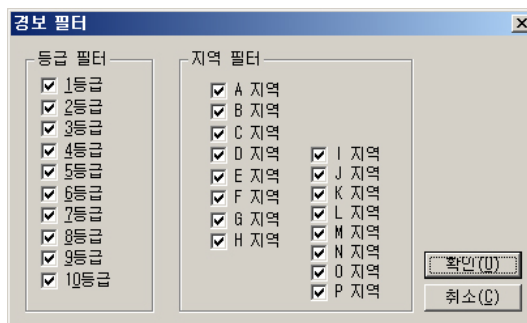 경보 필터
등급 필터
1등급
2등급
3등급
4등급
5등급
6등급
7등급
8등급
9등급
10등급
지역 필터
A 지역
B 지역
C 지역
D 지역
E 지역
F 지역
G 지역
H 지역
I 지역
J 지역
K 지역
L 지역
M 지역
N 지역
O 지역
P 지역
확인(U)
취소(C)